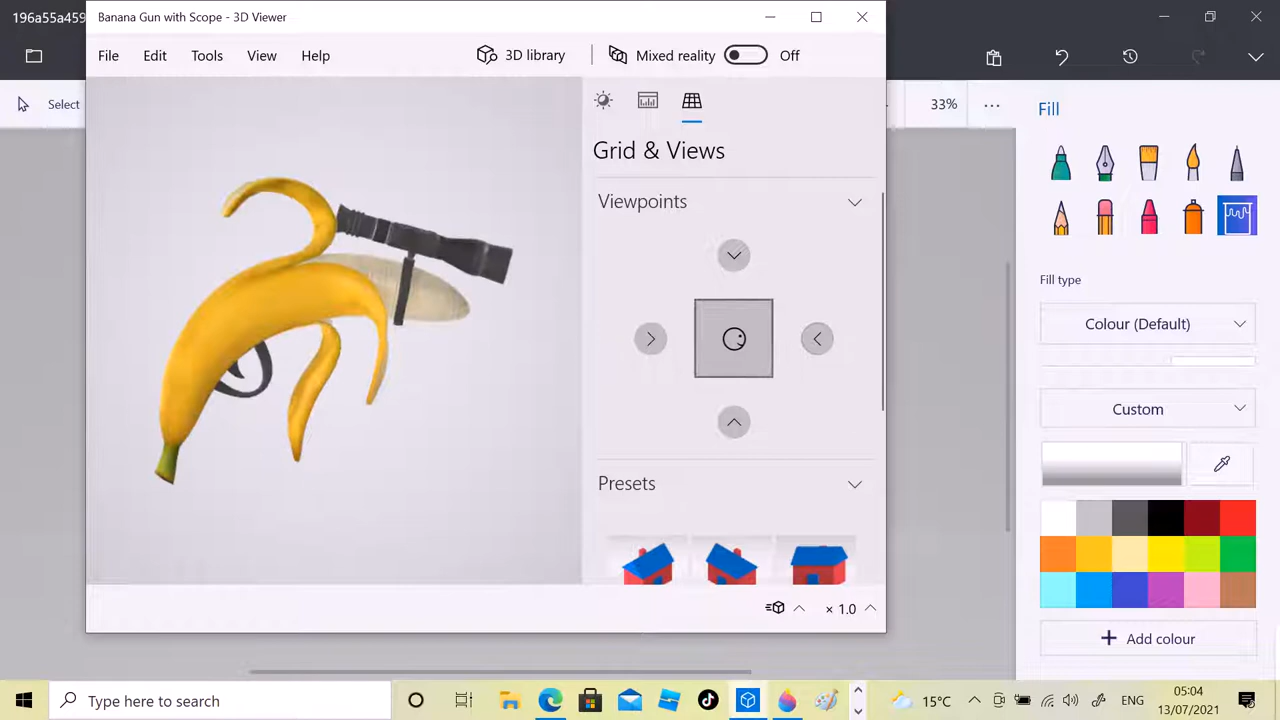 196a55a459
Banana Gun with Scope - 3D Viewer
File Edit Tools View Help 3D library Mixed reality Off
Select
33%
Fill
Grid & Views
Viewpoints
Fill type
Colour (Default)
Custom
Presets
× 1.0
Add colour
Type here to search
15°C
ENG
05:04
13/07/2021